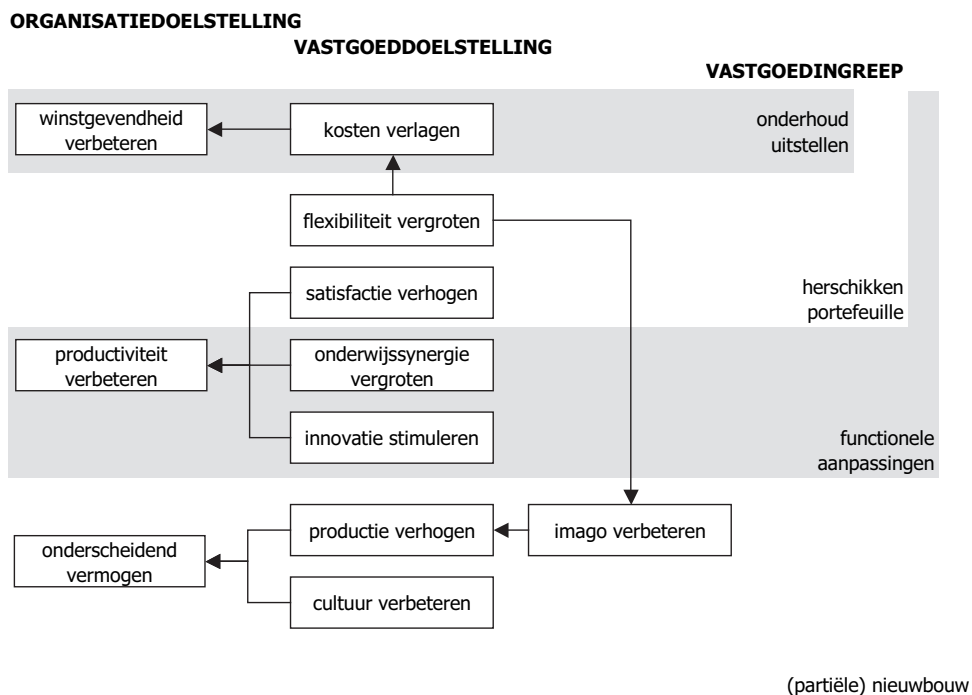 ORGANISATIEDOELSTELLING
VASTGOEDDOELSTELLING
VASTGOEDINGREEP
winstgevendheid
verbeteren
kosten verlagen
onderhoud
uitstellen
flexibiliteit vergroten
satisfactie verhogen
herschikken
portefeuille
productiviteit
verbeteren
onderwijssynergie
vergroten
innovatie stimuleren
functionele
aanpassingen
onderscheidend
vermogen
productie verhogen
imago verbeteren
cultuur verbeteren
(partiële) nieuwbouw